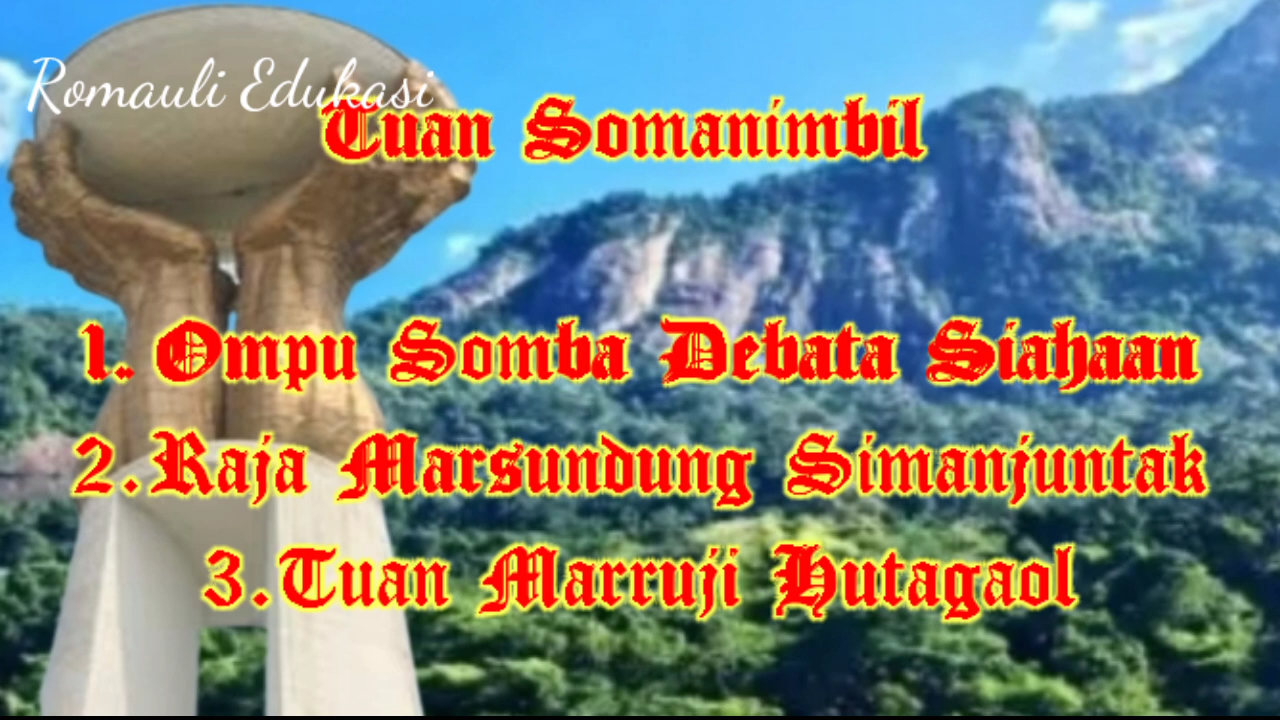 Romauli Edukasi
Tuan Somanimbil
1. Ompu Somba Debata Siahaan
2. Raja Marsundung Simanjuntak
3. Tuan Marruji Hutagaol